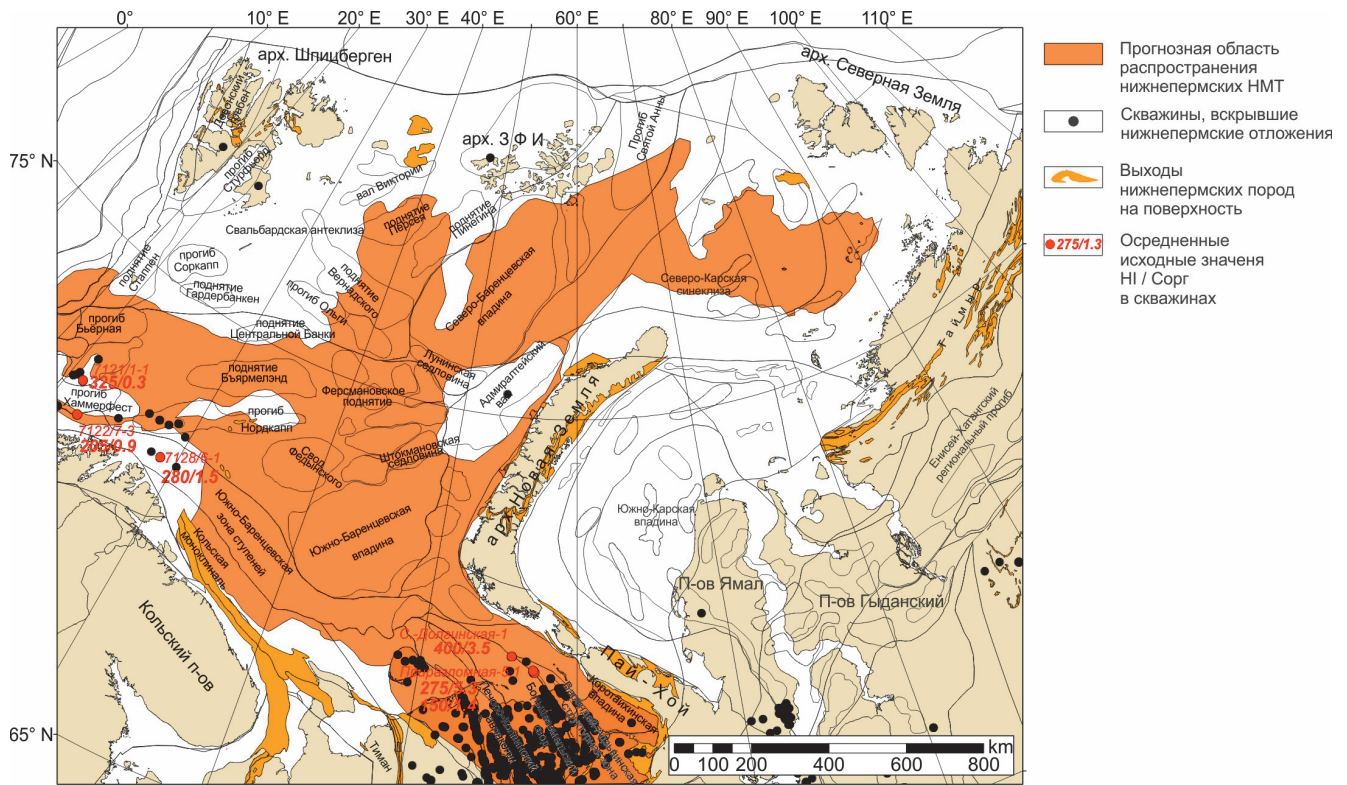 0°
10° E
20° E
30° E
40° E
60° E
80° E
90° E
100° E
110° E
75° N
65° N
арх. Шпицберген
арх. Северная Земля
Девонский
грабен
прогиб
Стурфьорд
арх. З Ф И
Прогиб
Святой Анны
вал Виктории
Свальбардская антеклиза
поднятие
Персея
поднятие
Пинегина
поднятие
Стаппен
прогиб
Соркапп
поднятие
Гардербанкен
прогиб Ольги
поднятие
Вернадского
Северо-Баренцевская
впадина
Северо-Карская
синеклиза
прогиб
Бьёрная
поднятие
Центральной Банки
Таймыр
7121/1-1
325/0.3
поднятие
Бъярмелэнд
Лунинская
седловина
Адмиралтейский
вал
прогиб
Хаммерфест
Ферсмановское
поднятие
прогиб
Нордкапп
7122/7-3
205/0.9
7128/6-1
280/1.5
Свод
Федынского
Штокмановская
седловина
арх. Новая Земля
Енисей-Хатангский
региональный прогиб
Южно-Карская
впадина
Южно-Баренцевская
зона ступеней
Южно-Баренцевская
впадина
Кольская
моноклиналь
П-ов Ямал
П-ов Гыданский
Кольский п-ов
С.-Долгинская-1
400/3.5
Пай-Хой
Коротаихинская
впадина
Тиман
km
0 100 200 400 600 800
Прогнозная область
распространения
нижнепермских НМТ
Скважины, вскрывшие
нижнепермские отложения
Выходы
нижнепермских пород
на поверхность
275/1.3
Осредненные
исходные значеня
HI / Сорг
в скважинах